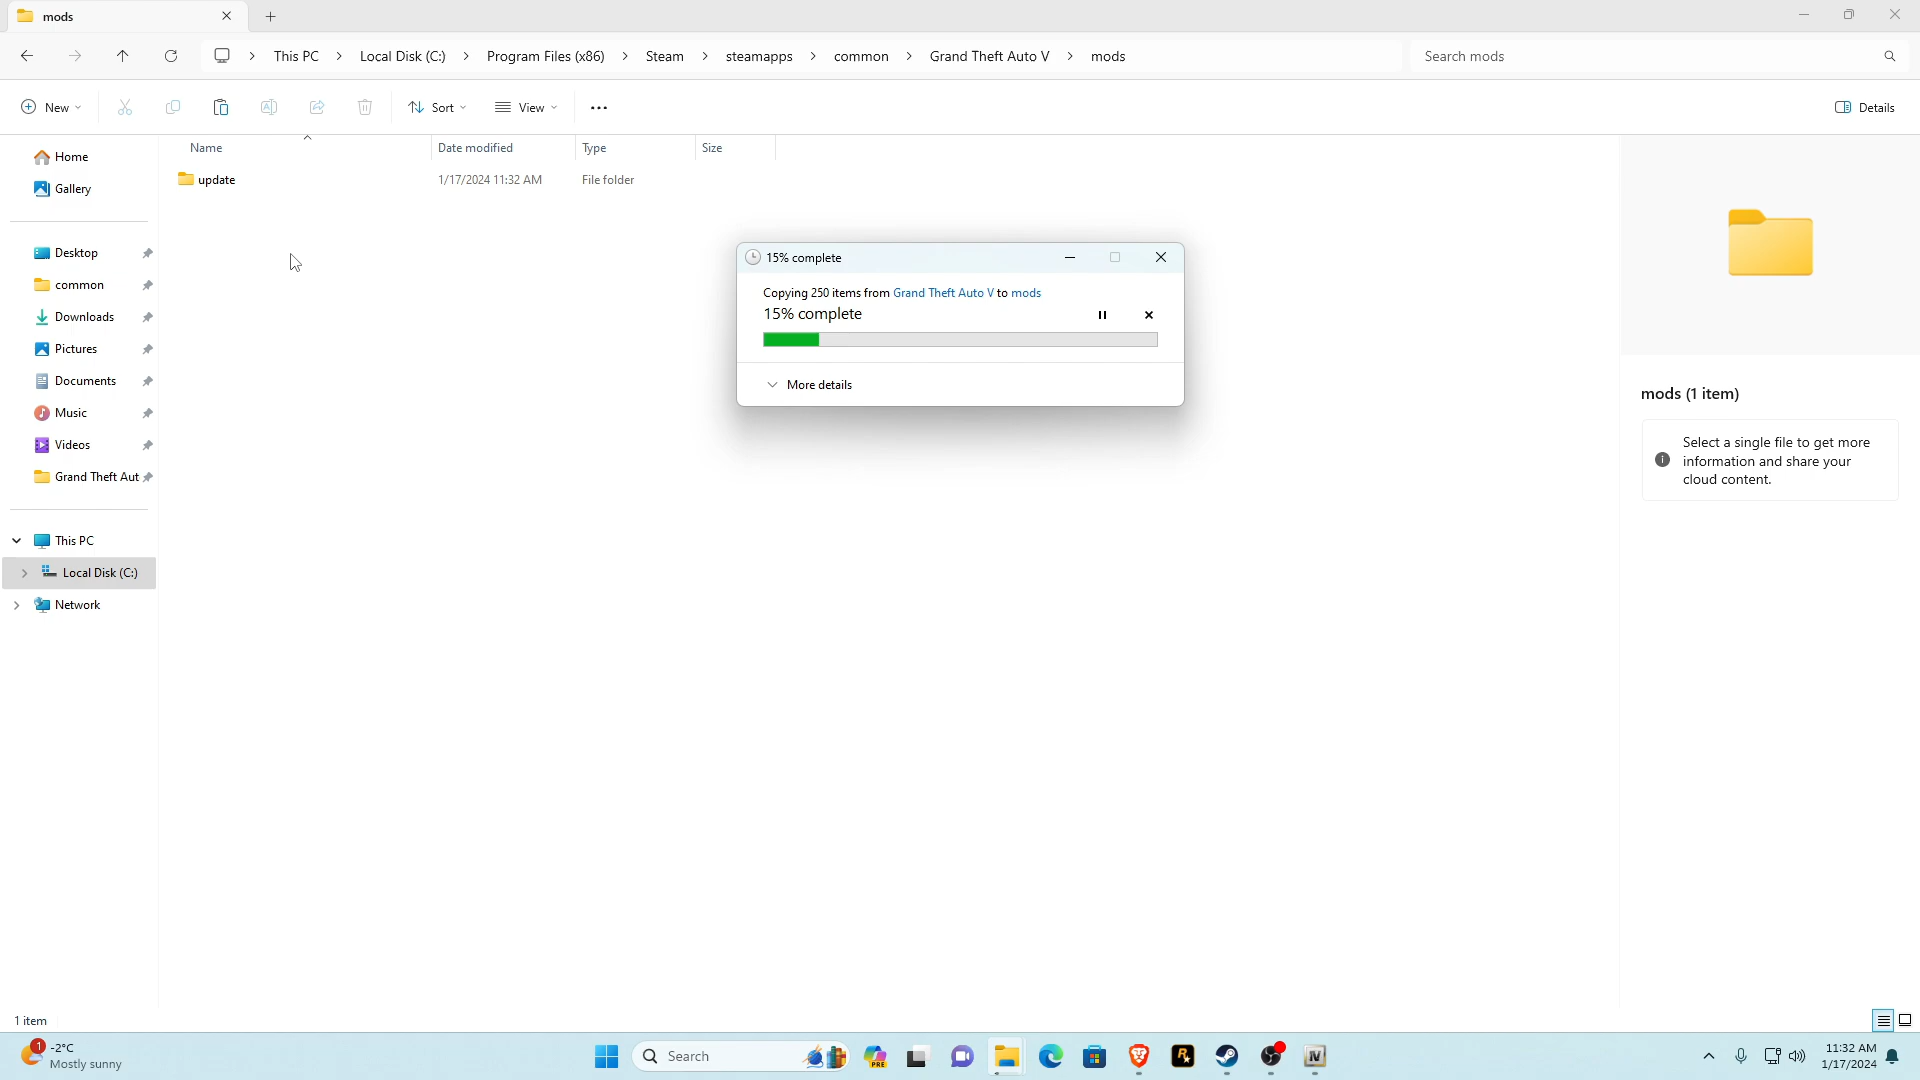 mods
This PC > Local Disk (C:) > Program Files (x86) > Steam > steamapps > common > Grand Theft Auto V > mods
Search mods
New
Sort
View
Details
Name
Date modified
Type
Size
update
1/17/2024 11:32 AM
File folder
Home
Gallery
Desktop
common
Downloads
Pictures
Documents
Music
Videos
Grand Theft Aut
This PC
Local Disk (C:)
Network
15% complete
Copying 250 items from Grand Theft Auto V to mods
15% complete
More details
mods (1 item)
Select a single file to get more
information and share your
cloud content.
1 item
1
-2°C
Mostly sunny
Search
PRE
IV
11:32 AM
1/17/2024